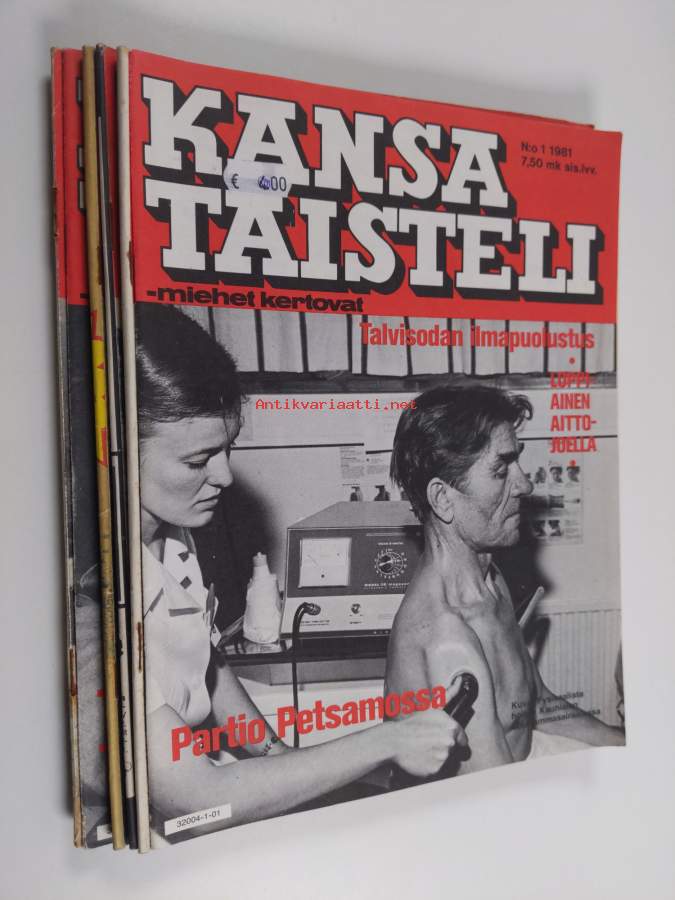 KANSA
TAISTELI
-miehet kertovat
N:o 1 1981
7,50 mk sis.lvv.
€ 4,00
Talvisodan ilmapuolustus
•
LOPPI-
AINEN
AITTO-
JOELLA
•
Antikvariaatti.net
Partio Petsamossa
32004-1-01